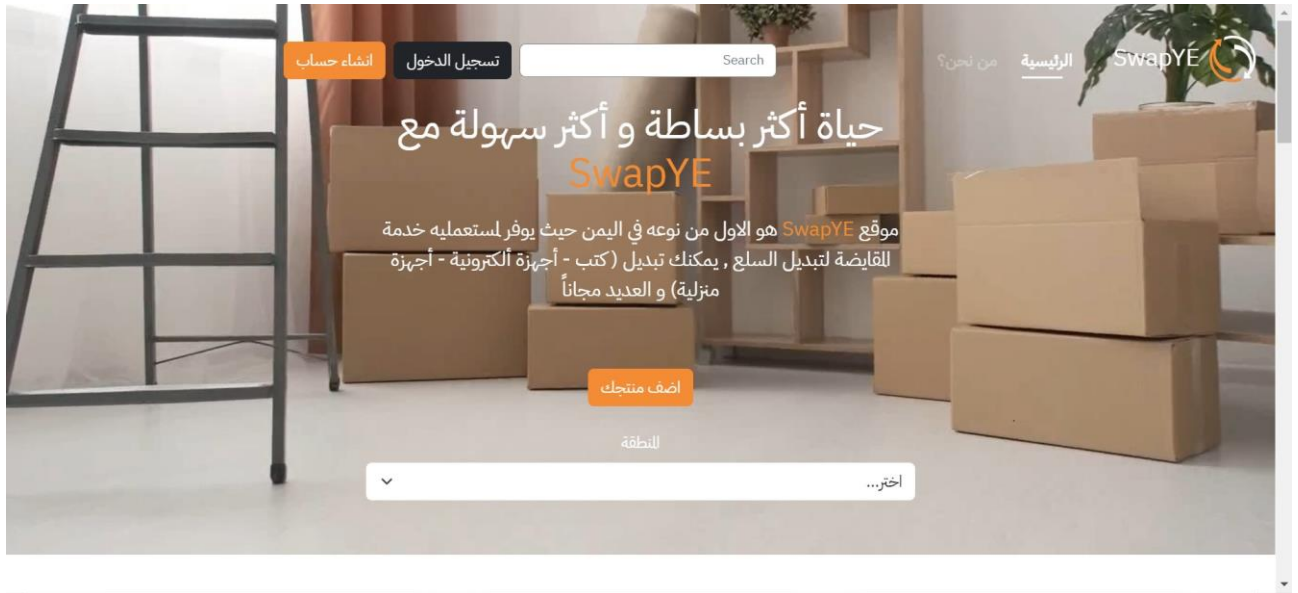 SwapYE
الرئيسية
من نحن؟
Search
تسجيل الدخول
انشاء حساب
حياة أكثر بساطة و أكثر سهولة مع
SwapYE
موقع SwapYE هو الاول من نوعه في اليمن حيث يوفر لمستعمليه خدمة
المقايضة لتبديل السلع , يمكنك تبديل ( كتب - أجهزة ألكترونية - أجهزة
منزلية) و العديد مجاناً
اضف منتجك
المنطقة
اختر...